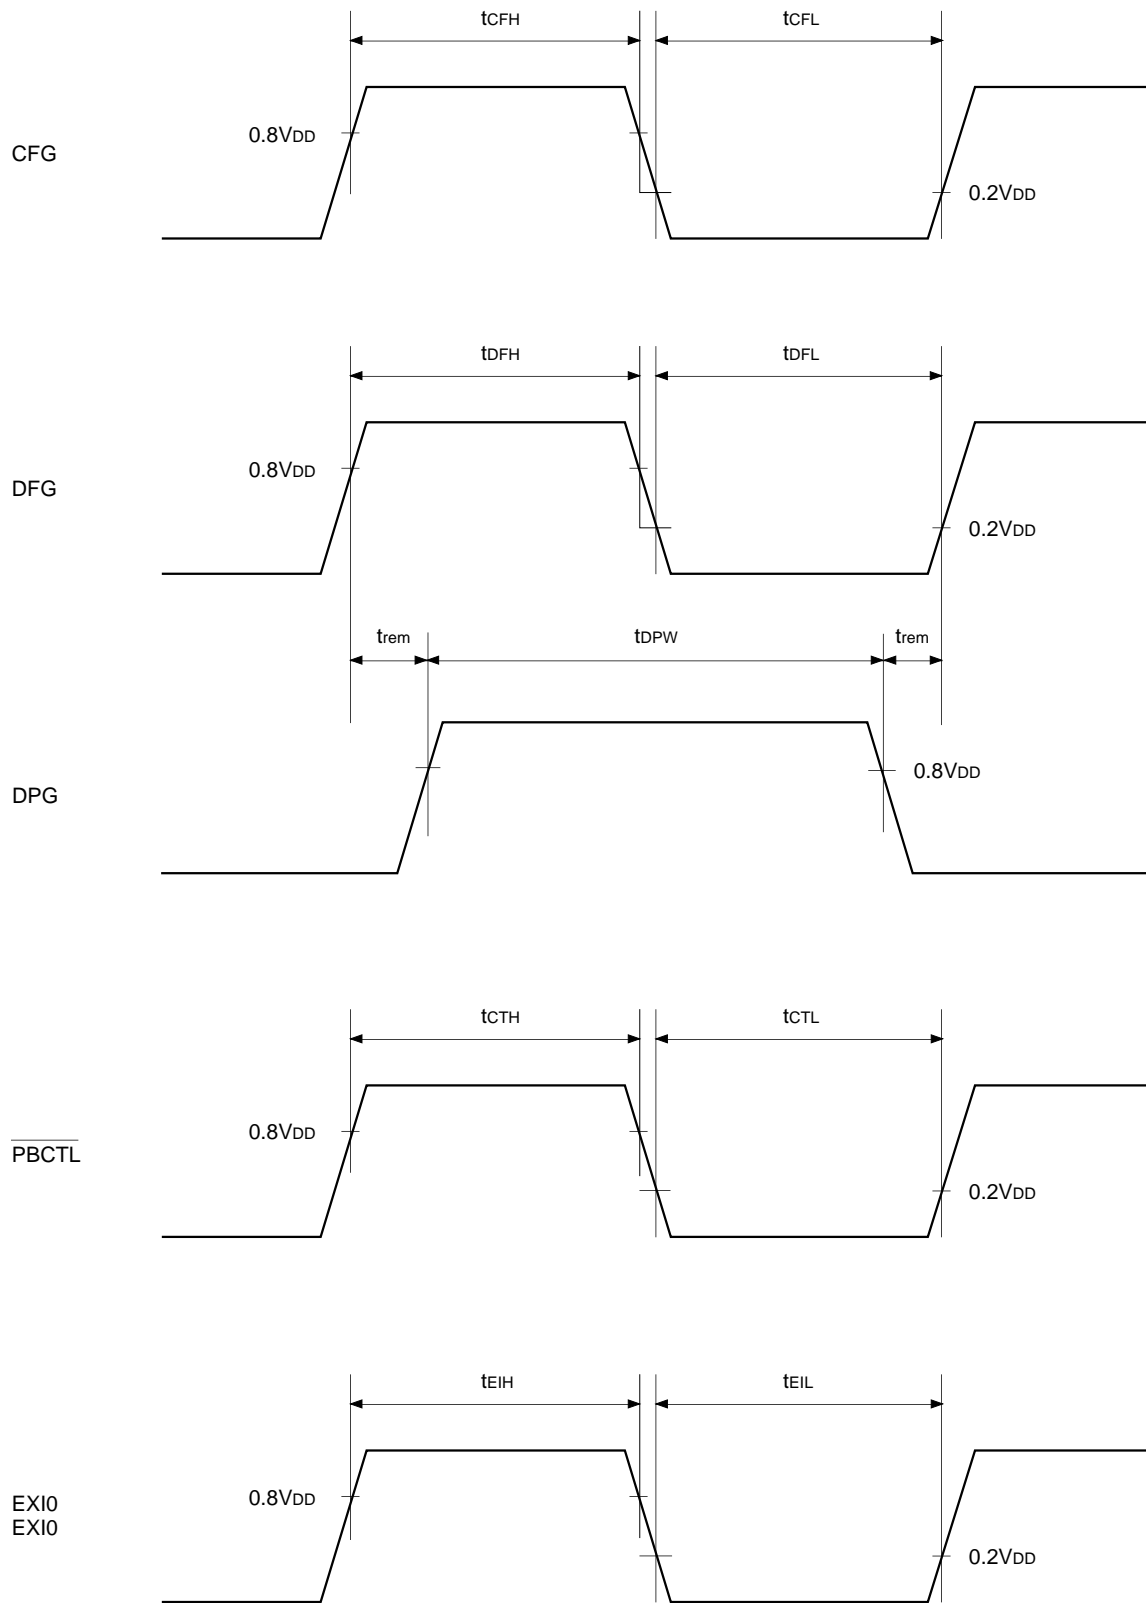 tCFH tCFL
0.8VDD
CFG
0.2VDD
tDFH tDFL
0.8VDD
DFG
0.2VDD
trem tDPW trem
0.8VDD
DPG
tCTH tCTL
0.8VDD
PBCTL
0.2VDD
tEIH tEIL
0.8VDD
EXI0
EXI0
0.2VDD